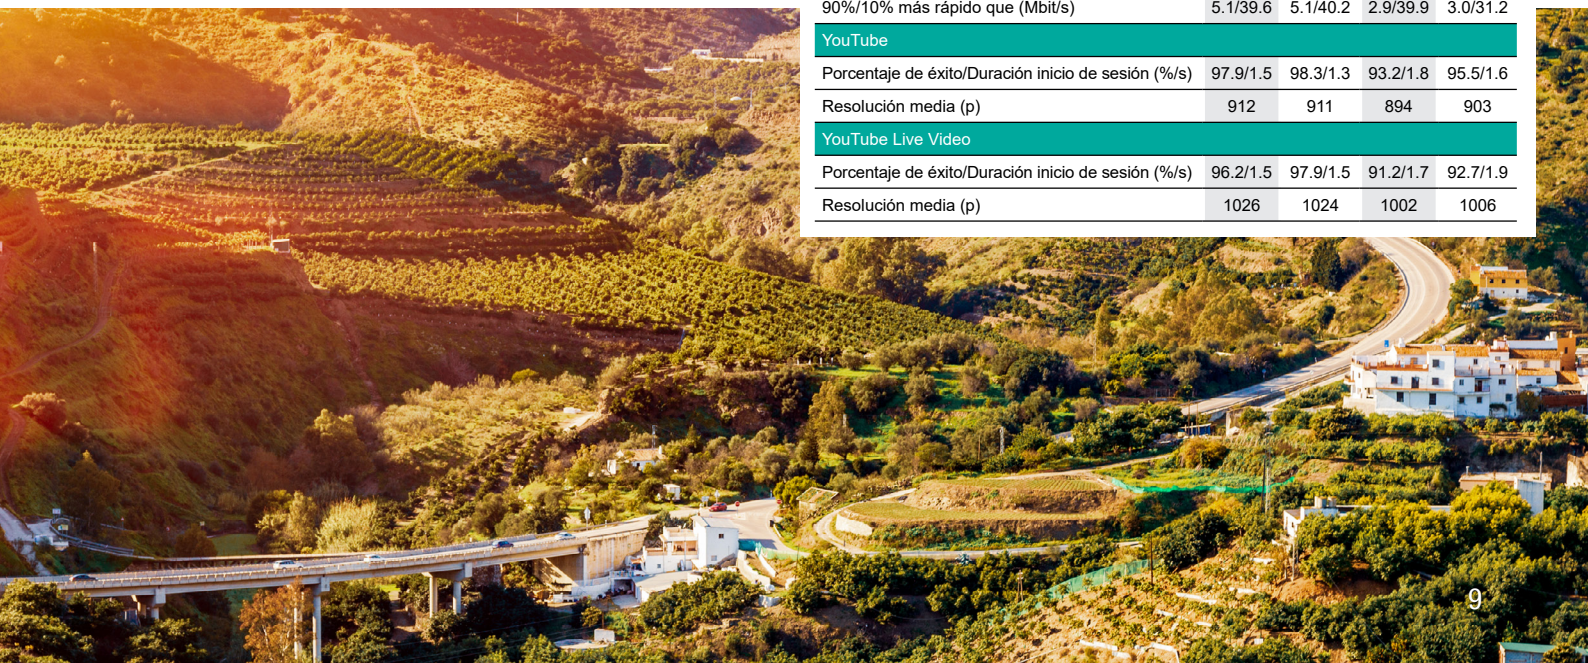 90%/10% más rápido que (Mbit/s) 5.1/39.6 5.1/40.2 2.9/39.9 3.0/31.2
YouTube
Porcentaje de éxito/Duración inicio de sesión (%/s) 97.9/1.5 98.3/1.3 93.2/1.8 95.5/1.6
Resolución media (p) 912 911 894 903
YouTube Live Video
Porcentaje de éxito/Duración inicio de sesión (%/s) 96.2/1.5 97.9/1.5 91.2/1.7 92.7/1.9
Resolución media (p) 1026 1024 1002 1006
9